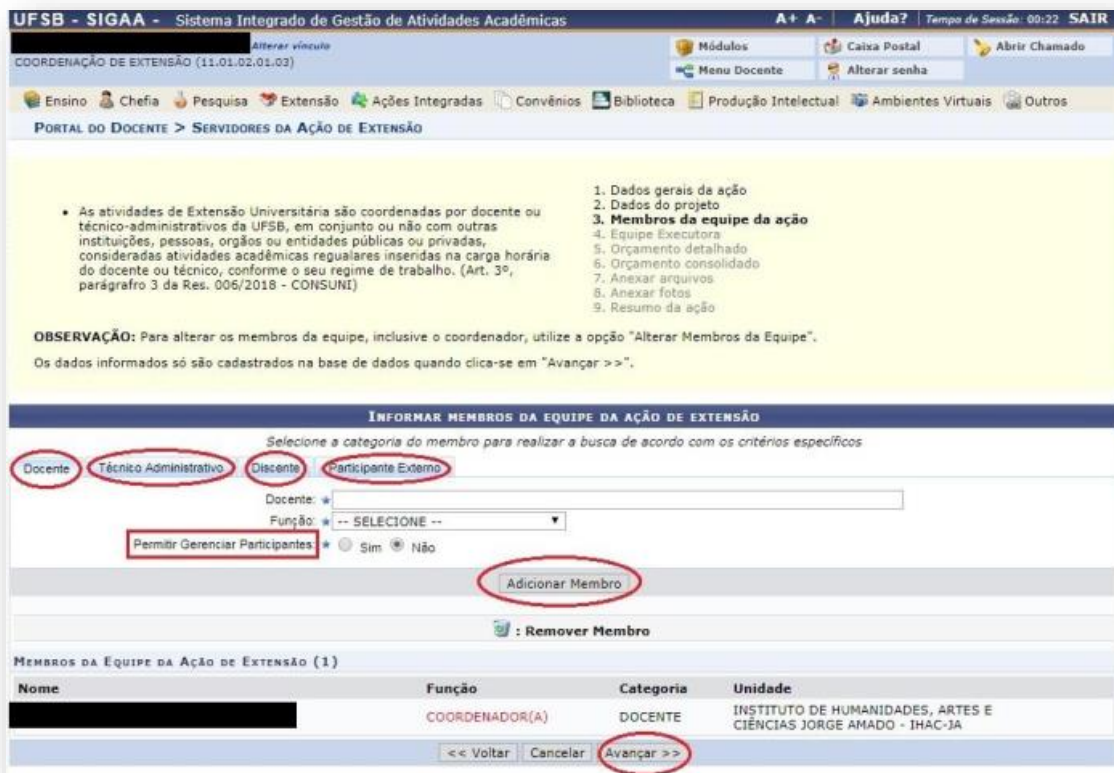 UFSB - SIGAA - Sistema Integrado de Gestão de Atividades Acadêmicas A+ A- Ajuda? Tempo de Sessão: 00:22 SAIR
Alterar vínculo
COORDENAÇÃO DE EXTENSÃO (11.01.02.01.03)
Módulos Caixa Postal Abrir Chamado
Menu Docente Alterar senha
Ensino Chefia Pesquisa Extensão Ações Integradas Convênios Biblioteca Produção Intelectual Ambientes Virtuais Outros
PORTAL DO DOCENTE > SERVIDORES DA AÇÃO DE EXTENSÃO
• As atividades de Extensão Universitária são coordenadas por docente ou
técnico-administrativos da UFSB, em conjunto ou não com outras
instituições, pessoas, orgãos ou entidades públicas ou privadas,
consideradas atividades acadêmicas regualares inseridas na carga horária
do docente ou técnico, conforme o seu regime de trabalho. (Art. 3º,
parágrafro 3 da Res. 006/2018 - CONSUNI)
1. Dados gerais da ação
2. Dados do projeto
3. Membros da equipe da ação
4. Equipe Executora
5. Orçamento detalhado
6. Orçamento consolidado
7. Anexar arquivos
8. Anexar fotos
9. Resumo da ação
OBSERVAÇÃO: Para alterar os membros da equipe, inclusive o coordenador, utilize a opção "Alterar Membros da Equipe".
Os dados informados só são cadastrados na base de dados quando clica-se em "Avançar >>".
INFORMAR MEMBROS DA EQUIPE DA AÇÃO DE EXTENSÃO
Selecione a categoria do membro para realizar a busca de acordo com os critérios específicos
Docente Técnico Administrativo Discente Participante Externo
Docente:
Função: -- SELECIONE --
Permitir Gerenciar Participantes: Sim Não
Adicionar Membro
: Remover Membro
MEMBROS DA EQUIPE DA AÇÃO DE EXTENSÃO (1)
Nome Função Categoria Unidade
COORDENADOR(A) DOCENTE INSTITUTO DE HUMANIDADES, ARTES E
CIÊNCIAS JORGE AMADO - IHAC-JA
<< Voltar Cancelar Avançar >>